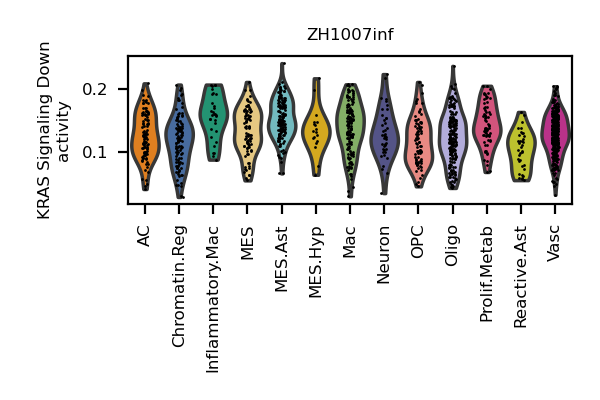 ZH1007inf
KRAS Signaling Down
activity
0.2
0.1
AC
Chromatin.Reg
Inflammatory.Mac
MES
MES.Ast
MES.Hyp
Mac
Neuron
OPC
Oligo
Prolif.Metab
Reactive.Ast
Vasc